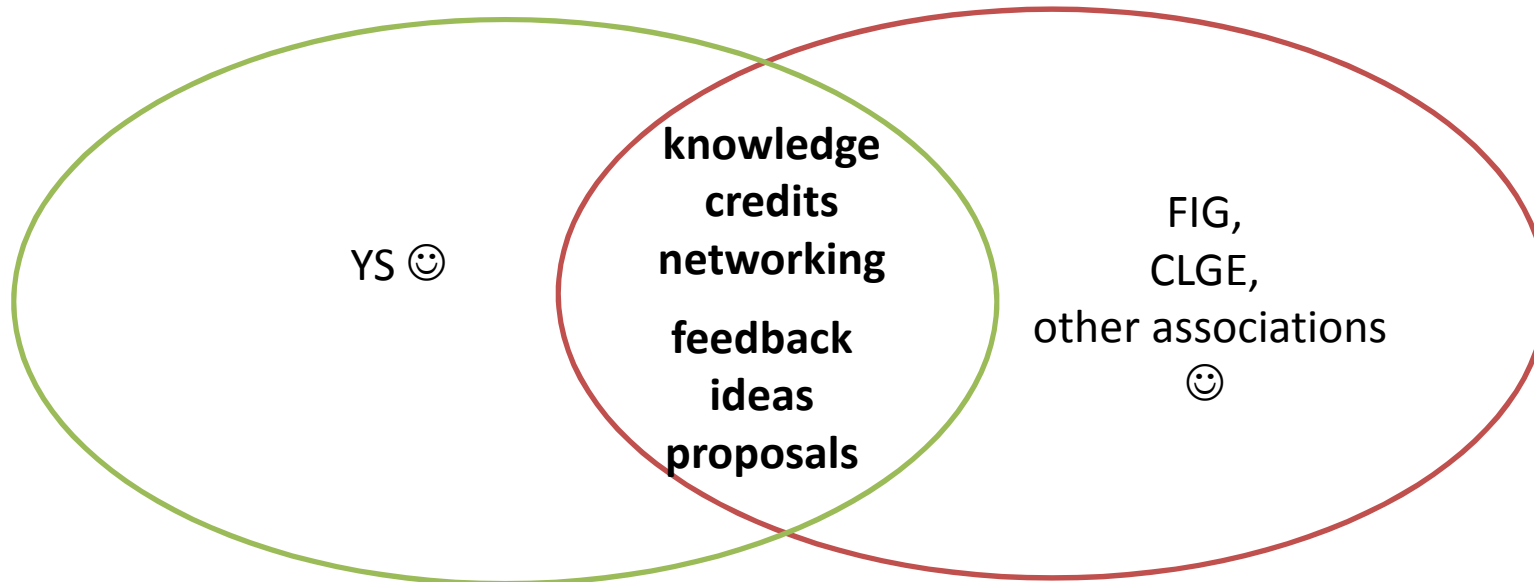 YS ☺
knowledge
credits
networking
feedback
ideas
proposals
FIG,
CLGE,
other associations
☺